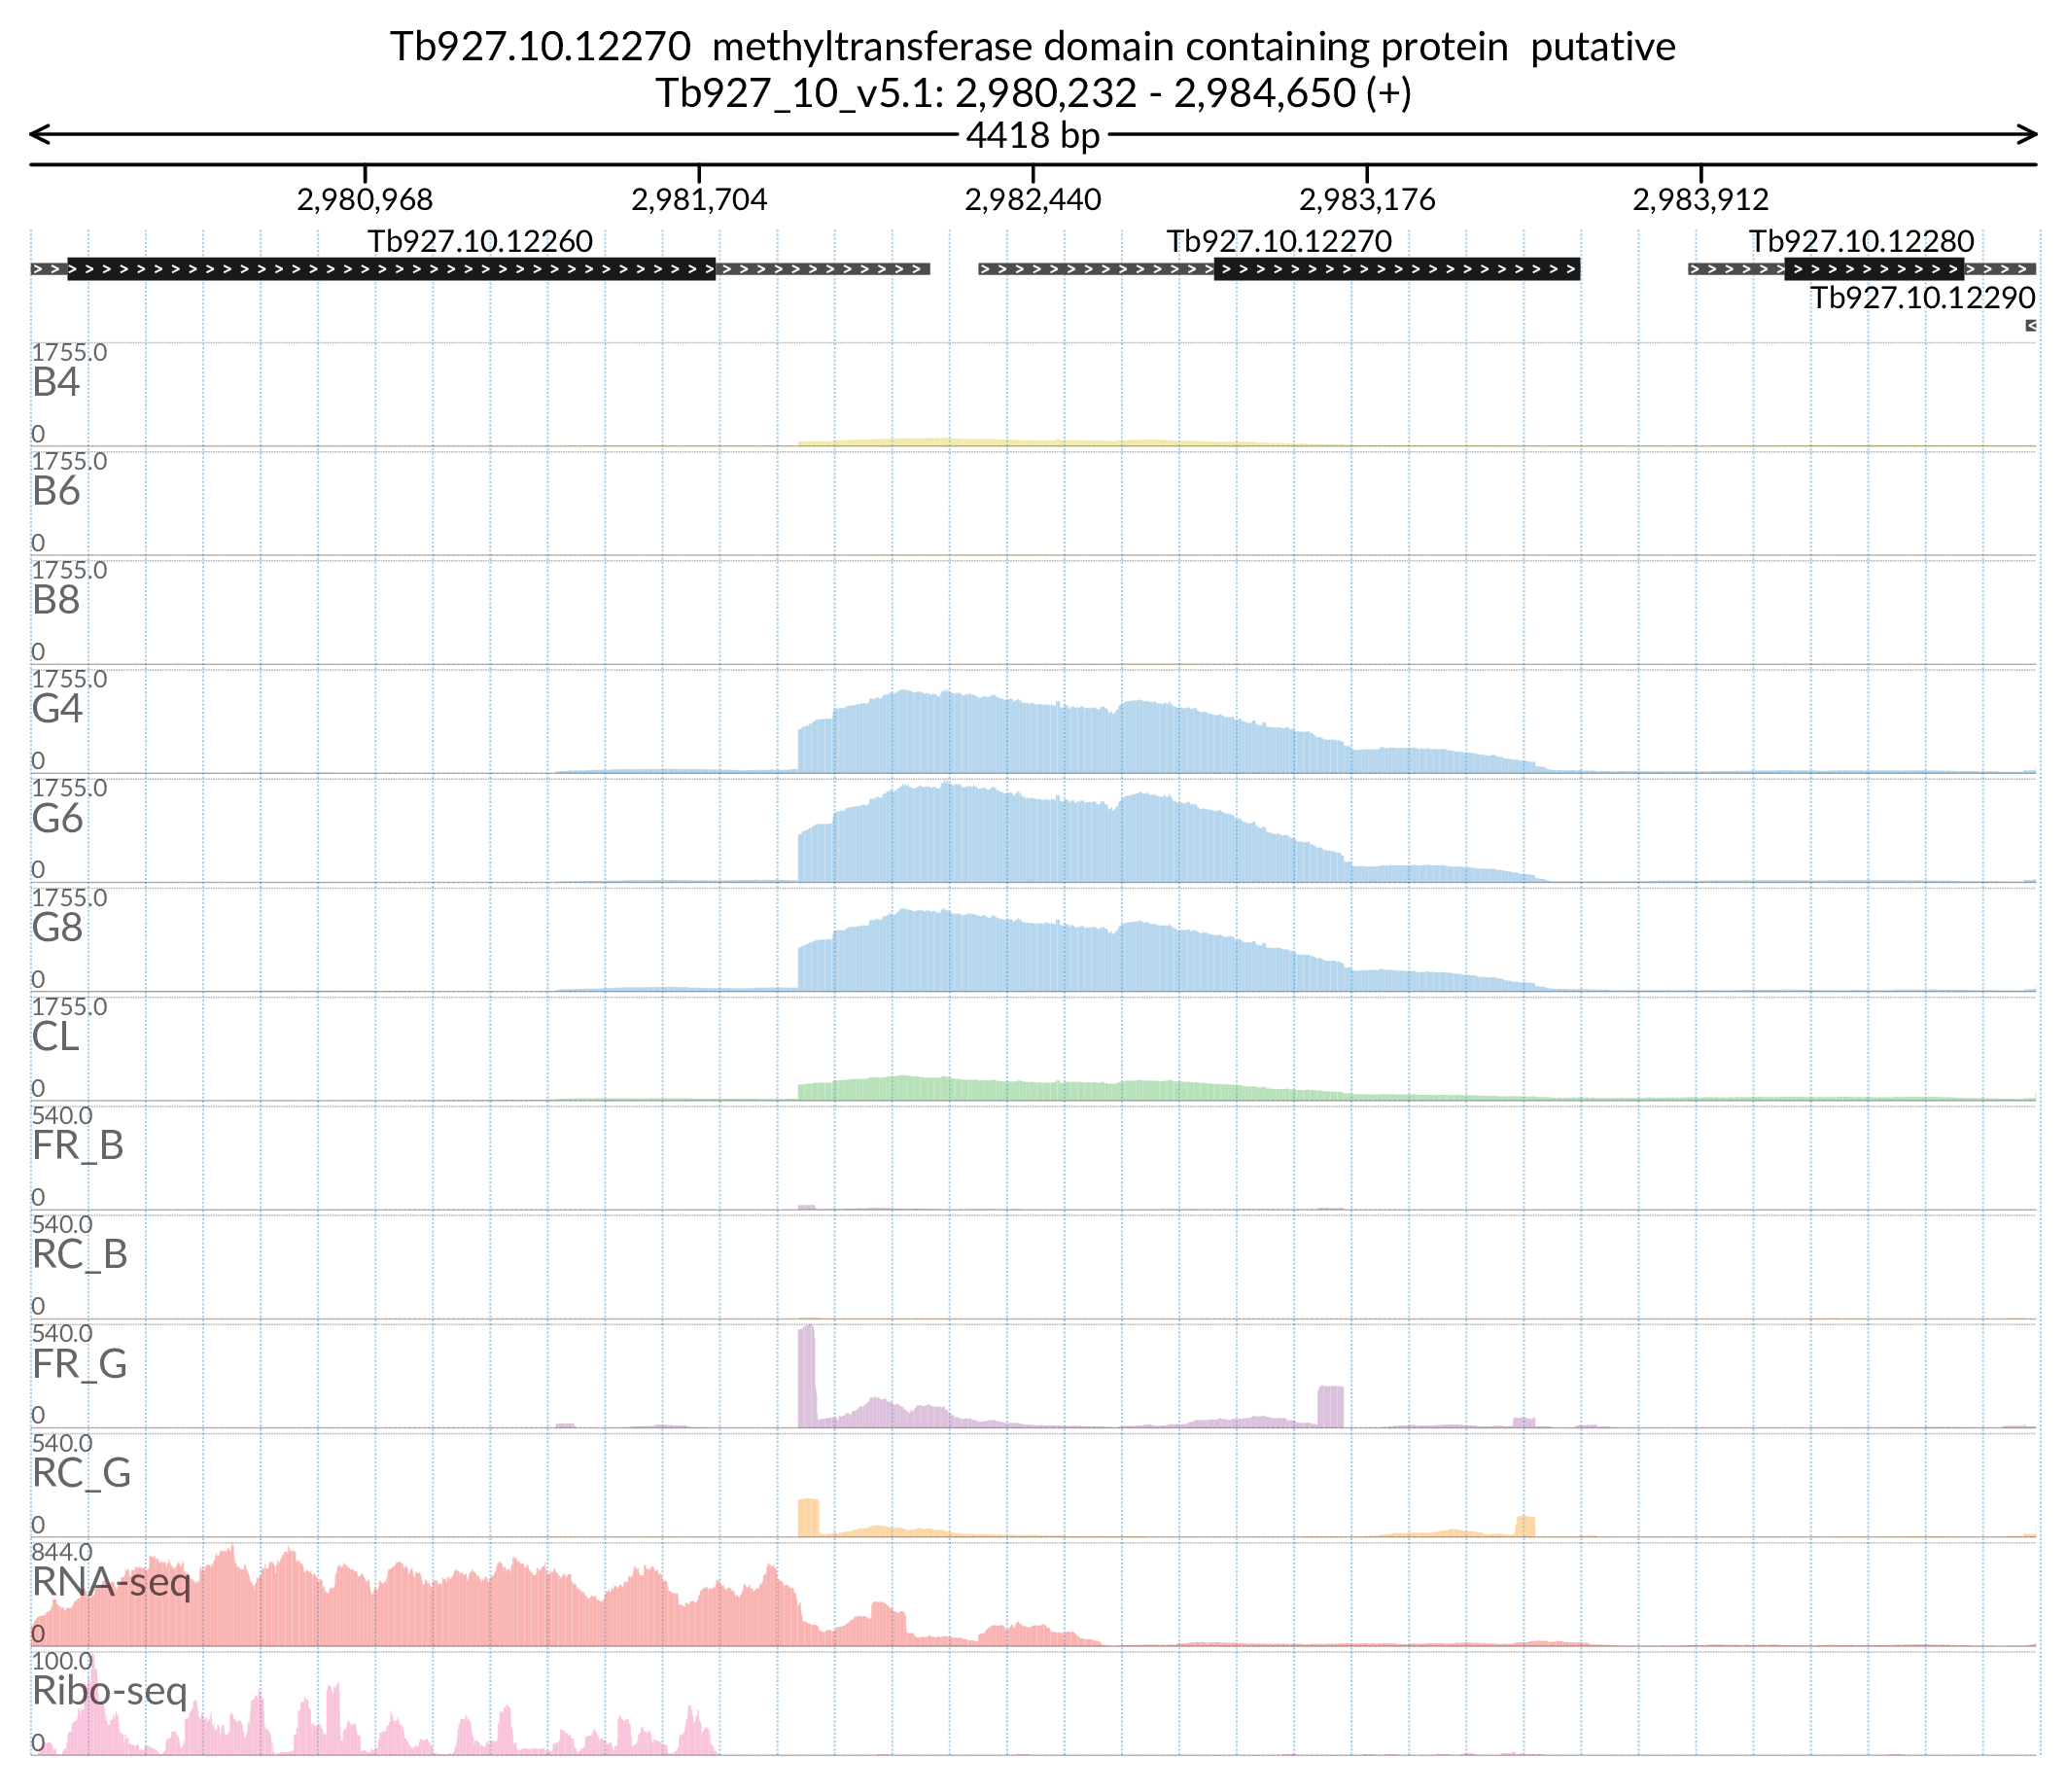 Tb927.10.12270  methyltransferase domain containing protein  putative
Tb927_10_v5.1: 2,980,232 - 2,984,650 (+)
4418 bp
2,980,968 2,981,704 2,982,440 2,983,176 2,983,912
Tb927.10.12260 Tb927.10.12270 Tb927.10.12280
Tb927.10.12290
1755.0
B4
0
1755.0
B6
0
1755.0
B8
0
1755.0
G4
0
1755.0
G6
0
1755.0
G8
0
1755.0
CL
0
540.0
FR_B
0
540.0
RC_B
0
540.0
FR_G
0
540.0
RC_G
0
844.0
RNA-seq
0
100.0
Ribo-seq
0